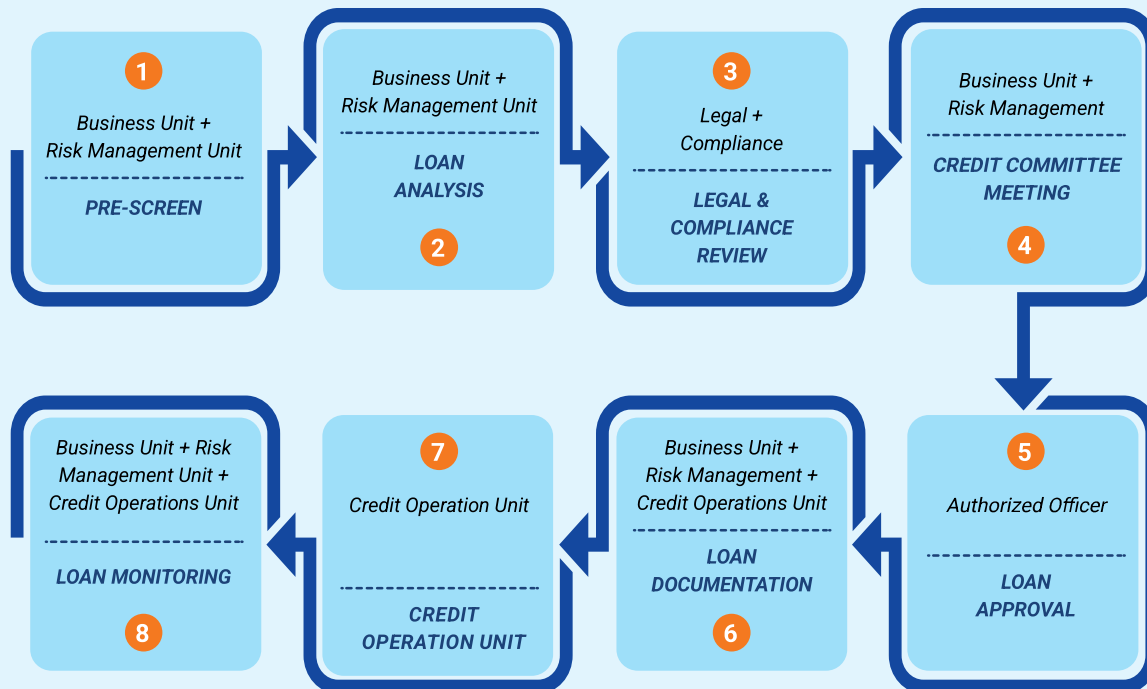 1
Business Unit +
Risk Management Unit
PRE-SCREEN
Business Unit +
Risk Management Unit
LOAN
ANALYSIS
2
3
Legal +
Compliance
LEGAL &
COMPLIANCE
REVIEW
Business Unit +
Risk Management
CREDIT COMMITTEE
MEETING
4
5
Authorized Officer
LOAN
APPROVAL
Business Unit +
Risk Management +
Credit Operations Unit
LOAN
DOCUMENTATION
6
7
Credit Operation Unit
CREDIT
OPERATION UNIT
Business Unit + Risk
Management Unit +
Credit Operations Unit
LOAN MONITORING
8